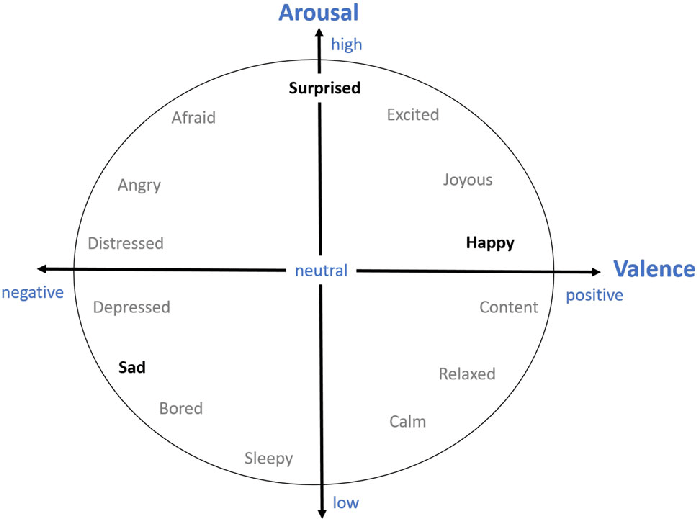 Arousal
high
Surprised
Afraid
Excited
Angry
Joyous
Distressed
Happy
neutral
Valence
negative
positive
Depressed
Content
Sad
Relaxed
Bored
Calm
Sleepy
low